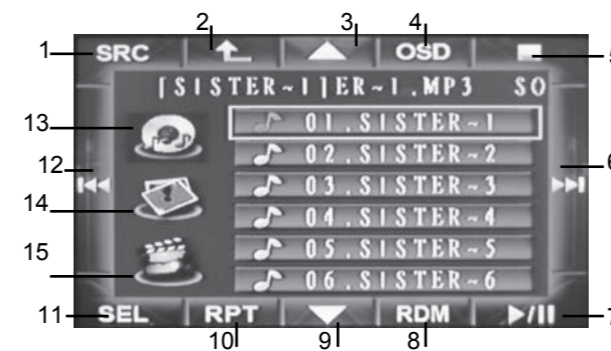 2 3 4
1 SRC OSD 5
[SISTER~1]ER~1.MP3 SO
13 01.SISTER~1
02.SISTER~2
12 6
03.SISTER~3
14 04.SISTER~4
15 05.SISTER~5
06.SISTER~6
11 SEL RPT RDM 7
10 9 8